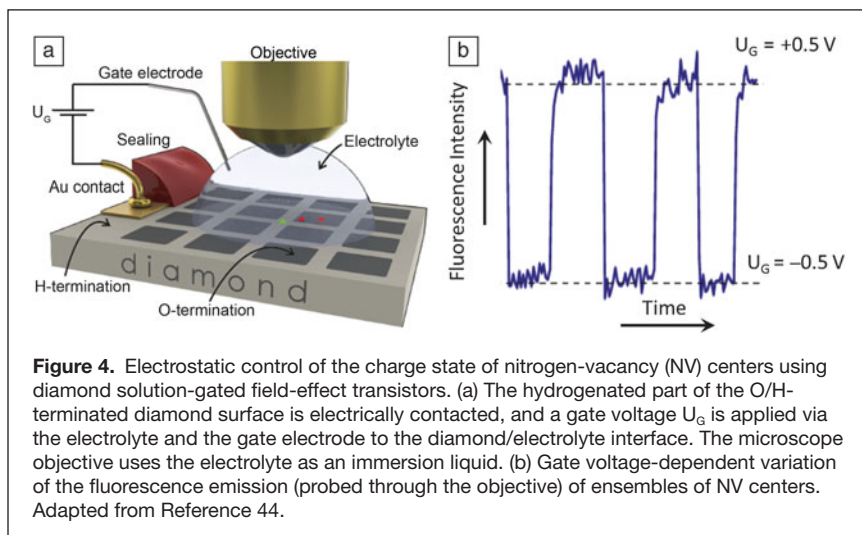 a
Objective
Gate electrode
U_G
Sealing
Electrolyte
Au contact
H-termination
diamond
O-termination
b
U_G = +0.5 V
Fluorescence Intensity
U_G = −0.5 V
Time
Figure 4. Electrostatic control of the charge state of nitrogen-vacancy (NV) centers using
diamond solution-gated field-effect transistors. (a) The hydrogenated part of the O/H-
terminated diamond surface is electrically contacted, and a gate voltage U_G is applied via
the electrolyte and the gate electrode to the diamond/electrolyte interface. The microscope
objective uses the electrolyte as an immersion liquid. (b) Gate voltage-dependent variation
of the fluorescence emission (probed through the objective) of ensembles of NV centers.
Adapted from Reference 44.